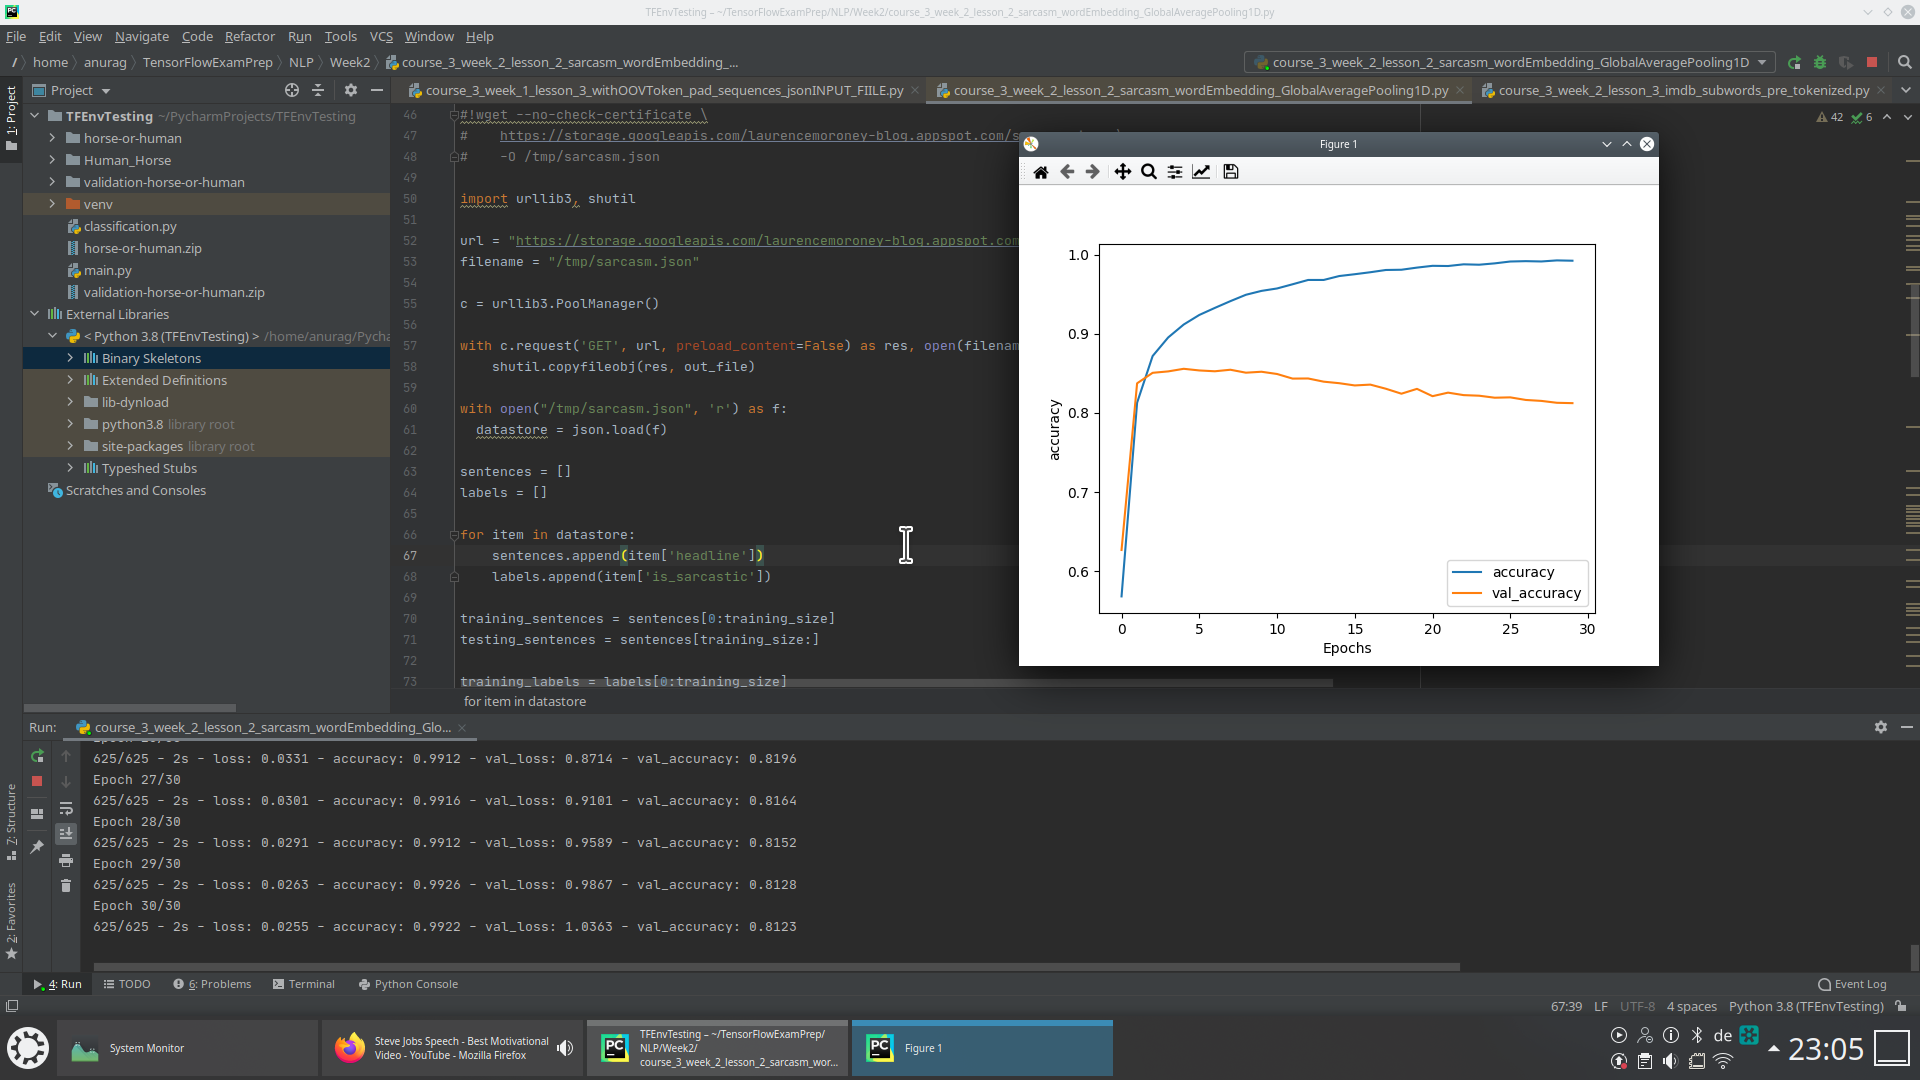 TFEnvTesting – ~/TensorFlowExamPrep/NLP/Week2/course_3_week_2_lesson_2_sarcasm_wordEmbedding_GlobalAveragePooling1D.py
File Edit View Navigate Code Refactor Run Tools VCS Window Help
/ home anurag TensorFlowExamPrep NLP Week2 course_3_week_2_lesson_2_sarcasm_wordEmbedding_... course_3_week_2_lesson_2_sarcasm_wordEmbedding_GlobalAveragePooling1D
Project
course_3_week_1_lesson_3_withOOVToken_pad_sequences_jsonINPUT_FIILE.py
course_3_week_2_lesson_2_sarcasm_wordEmbedding_GlobalAveragePooling1D.py
course_3_week_2_lesson_3_imdb_subwords_pre_tokenized.py
1: Project
TFEnvTesting ~/PycharmProjects/TFEnvTesting
horse-or-human
Human_Horse
validation-horse-or-human
venv
classification.py
horse-or-human.zip
main.py
validation-horse-or-human.zip
External Libraries
< Python 3.8 (TFEnvTesting) > /home/anurag/Pycha
Binary Skeletons
Extended Definitions
lib-dynload
python3.8 library root
site-packages library root
Typeshed Stubs
Scratches and Consoles
42 6
46 #!wget --no-check-certificate \
47 # https://storage.googleapis.com/laurencemoroney-blog.appspot.com/s
48 # -O /tmp/sarcasm.json
49
50 import urllib3, shutil
51
52 url = "https://storage.googleapis.com/laurencemoroney-blog.appspot.com
53 filename = "/tmp/sarcasm.json"
54
55 c = urllib3.PoolManager()
56
57 with c.request('GET', url, preload_content=False) as res, open(filenam
58 shutil.copyfileobj(res, out_file)
59
60 with open("/tmp/sarcasm.json", 'r') as f:
61 datastore = json.load(f)
62
63 sentences = []
64 labels = []
65
66 for item in datastore:
67 sentences.append(item['headline'])
68 labels.append(item['is_sarcastic'])
69
70 training_sentences = sentences[0:training_size]
71 testing_sentences = sentences[training_size:]
72
73 training_labels = labels[0:training_size]
for item in datastore
Figure 1
1.0
0.9
0.8
0.7
0.6
accuracy
accuracy
val_accuracy
0 5 10 15 20 25 30
Epochs
Run: course_3_week_2_lesson_2_sarcasm_wordEmbedding_Glo...
625/625 - 2s - loss: 0.0331 - accuracy: 0.9912 - val_loss: 0.8714 - val_accuracy: 0.8196
Epoch 27/30
625/625 - 2s - loss: 0.0301 - accuracy: 0.9916 - val_loss: 0.9101 - val_accuracy: 0.8164
Epoch 28/30
625/625 - 2s - loss: 0.0291 - accuracy: 0.9912 - val_loss: 0.9589 - val_accuracy: 0.8152
Epoch 29/30
625/625 - 2s - loss: 0.0263 - accuracy: 0.9926 - val_loss: 0.9867 - val_accuracy: 0.8128
Epoch 30/30
625/625 - 2s - loss: 0.0255 - accuracy: 0.9922 - val_loss: 1.0363 - val_accuracy: 0.8123
7: Structure
2: Favorites
4: Run TODO 6: Problems Terminal Python Console Event Log
67:39 LF UTF-8 4 spaces Python 3.8 (TFEnvTesting)
System Monitor
Steve Jobs Speech - Best Motivational
Video - YouTube - Mozilla Firefox
PC
TFEnvTesting – ~/TensorFlowExamPrep/
NLP/Week2/
course_3_week_2_lesson_2_sarcasm_wor...
PC
Figure 1
de
23:05